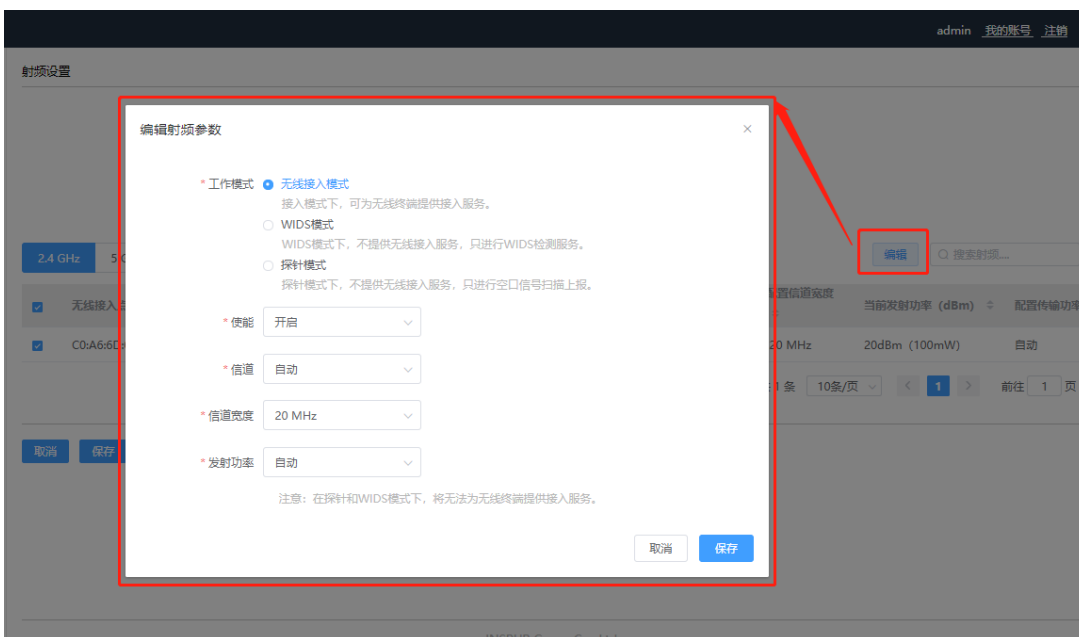 admin 我的账号 注销
射频设置
编辑射频参数
* 工作模式 无线接入模式
接入模式下，可为无线终端提供接入服务。
WIDS模式
WIDS模式下，不提供无线接入服务，只进行WIDS检测服务。
探针模式
探针模式下，不提供无线接入服务，只进行空口信号扫描上报。
2.4 GHz 5 编辑 搜索射频...
无线接入 配置信道宽度 当前发射功率（dBm） 配置传输功率
* 使能 开启
C0:A6:6D: 20 MHz 20dBm（100mW） 自动
* 信道 自动
1 条 10条/页 1 前往 1 页
* 信道宽度 20 MHz
取消 保存
* 发射功率 自动
注意：在探针和WIDS模式下，将无法为无线终端提供接入服务。
取消 保存